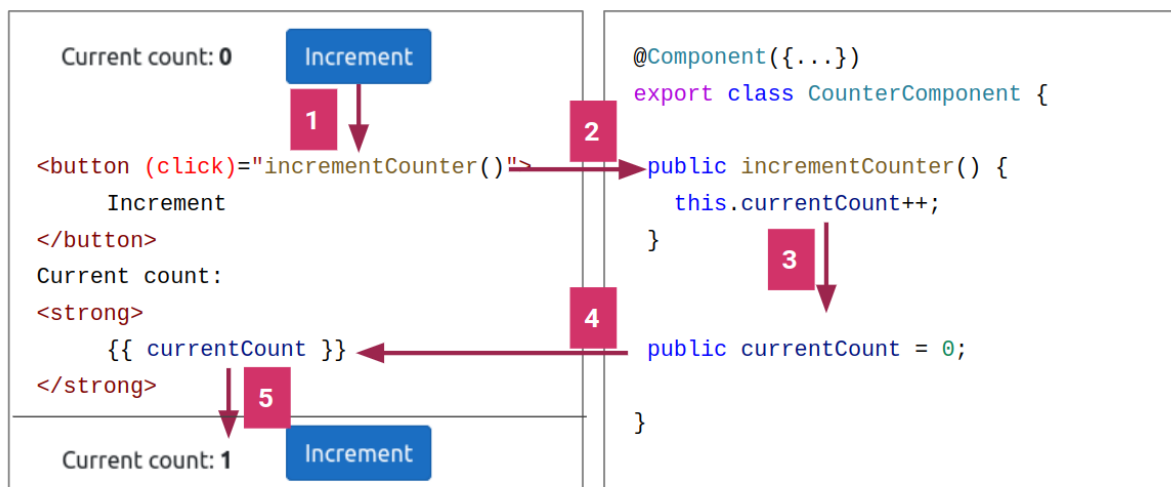 Current count: 0 Increment
1
<button (click)="incrementCounter()">
Increment
</button>
Current count:
<strong>
{{ currentCount }}
</strong>
5
Current count: 1 Increment
2
4
@Component({...})
export class CounterComponent {
public incrementCounter() {
this.currentCount++;
}
3
public currentCount = 0;
}